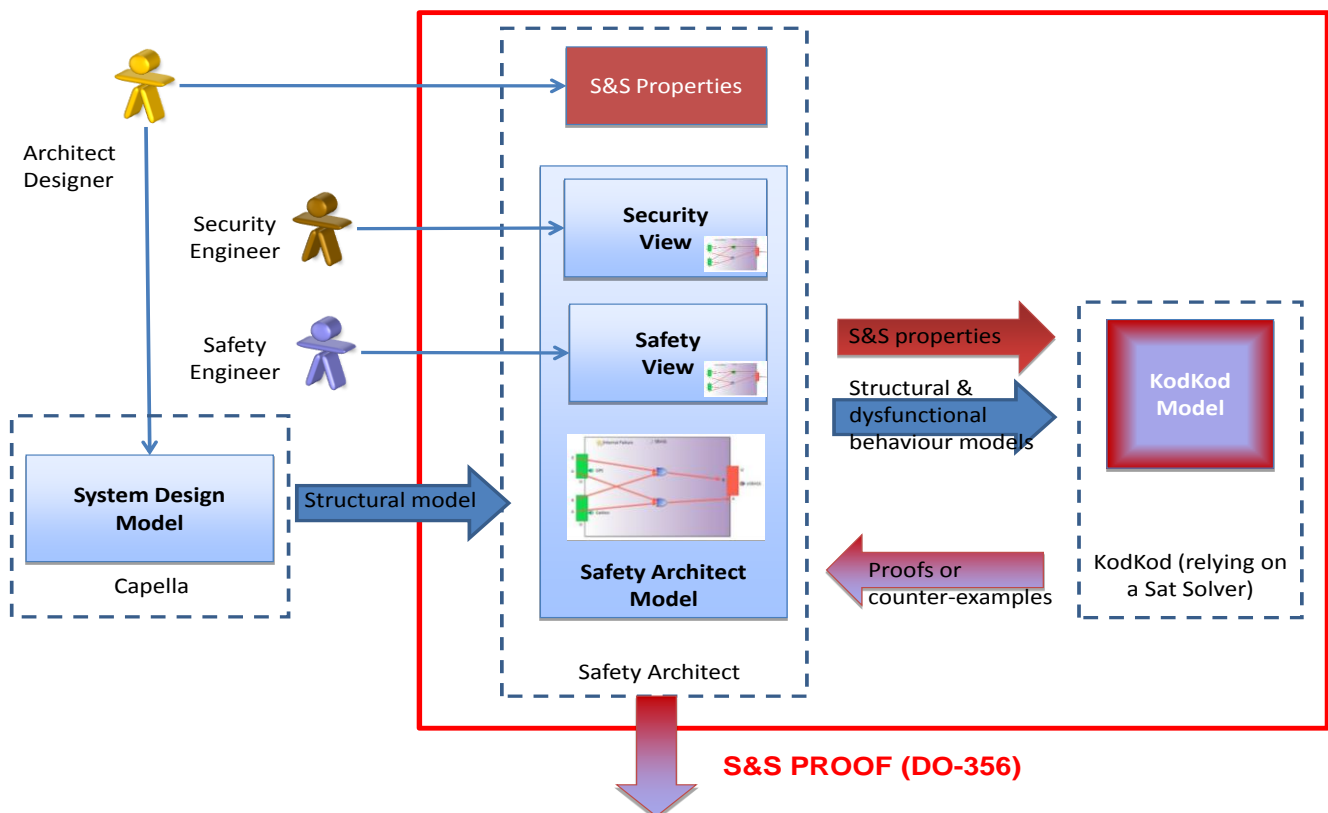 S&S Properties
Architect
Designer
Security
Engineer
Security
View
Safety
Engineer
Safety
View
System Design
Model
Capella
Structural model
Internal Failure
Safety Architect
Model
Safety Architect
S&S properties
Structural &
dysfunctional
behaviour models
Proofs or
counter-examples
KodKod
Model
KodKod (relying on
a Sat Solver)
S&S PROOF (DO-356)